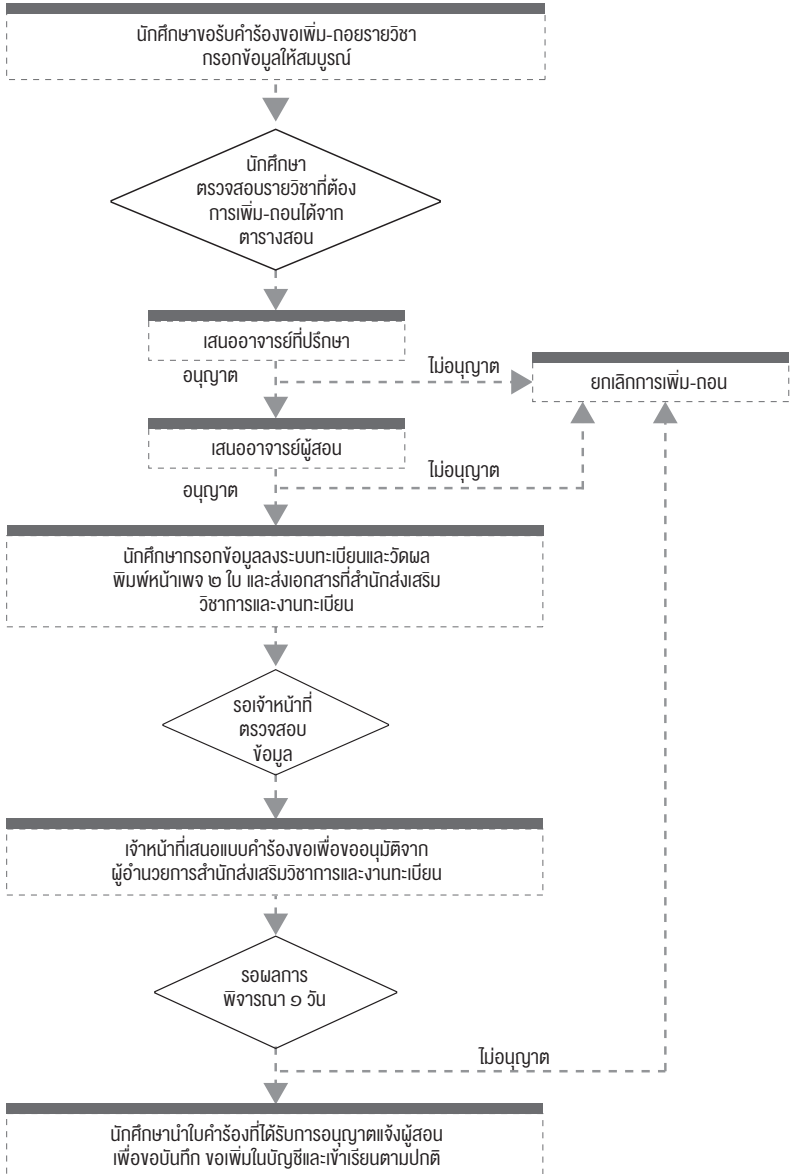 นักศึกษาขอรับคำร้องขอเพิ่ม-ถอยรายวิชา
กรอกข้อมูลให้สมบูรณ์
นักศึกษา
ตรวจสอบรายวิชาที่ต้อง
การเพิ่ม-ถอนได้จาก
ตารางสอน
เสนออาจารย์ที่ปรึกษา
อนุญาต
ไม่อนุญาต
ยกเลิกการเพิ่ม-ถอน
เสนออาจารย์ผู้สอน
อนุญาต
ไม่อนุญาต
นักศึกษากรอกข้อมูลลงระบบทะเบียนและวัดผล
พิมพ์หน้าเพจ ๒ ใบ และส่งเอกสารที่สำนักส่งเสริม
วิชาการและงานทะเบียน
รอเจ้าหน้าที่
ตรวจสอบ
ข้อมูล
เจ้าหน้าที่เสนอแบบคำร้องขอเพื่อขออนุมัติจาก
ผู้อำนวยการสำนักส่งเสริมวิชาการและงานทะเบียน
รอผลการ
พิจารณา ๑ วัน
ไม่อนุญาต
นักศึกษานำใบคำร้องที่ได้รับการอนุญาตแจ้งผู้สอน
เพื่อขอบันทึก ขอเพิ่มในบัญชีและเข้าเรียนตามปกติ